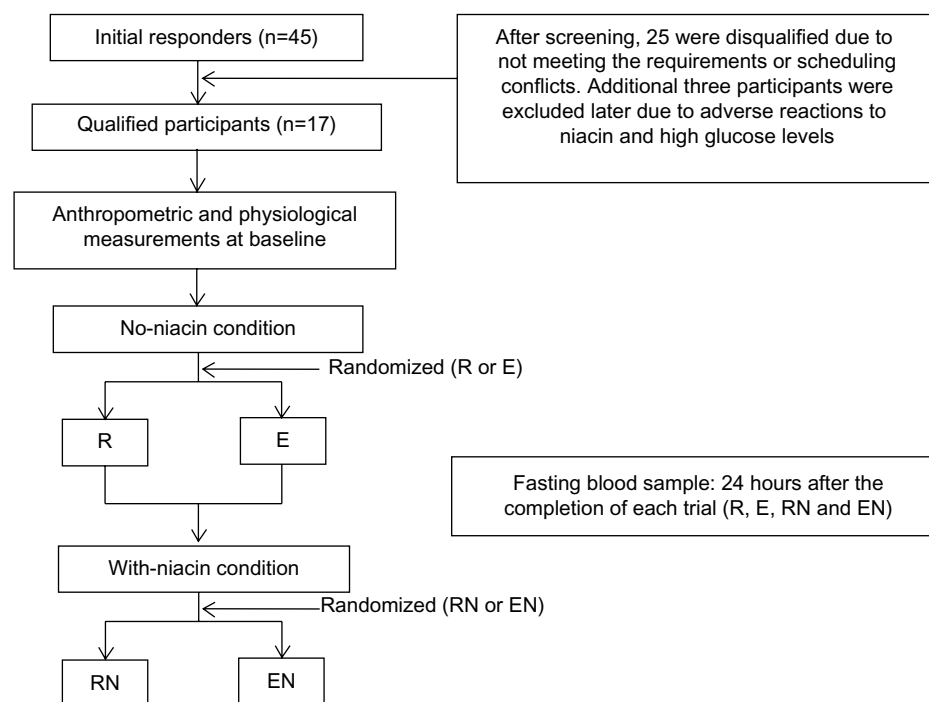 Initial responders (n=45)
After screening, 25 were disqualified due to
not meeting the requirements or scheduling
conflicts. Additional three participants were
excluded later due to adverse reactions to
niacin and high glucose levels
Qualified participants (n=17)
Anthropometric and physiological
measurements at baseline
No-niacin condition
Randomized (R or E)
R
E
Fasting blood sample: 24 hours after the
completion of each trial (R, E, RN and EN)
With-niacin condition
Randomized (RN or EN)
RN
EN